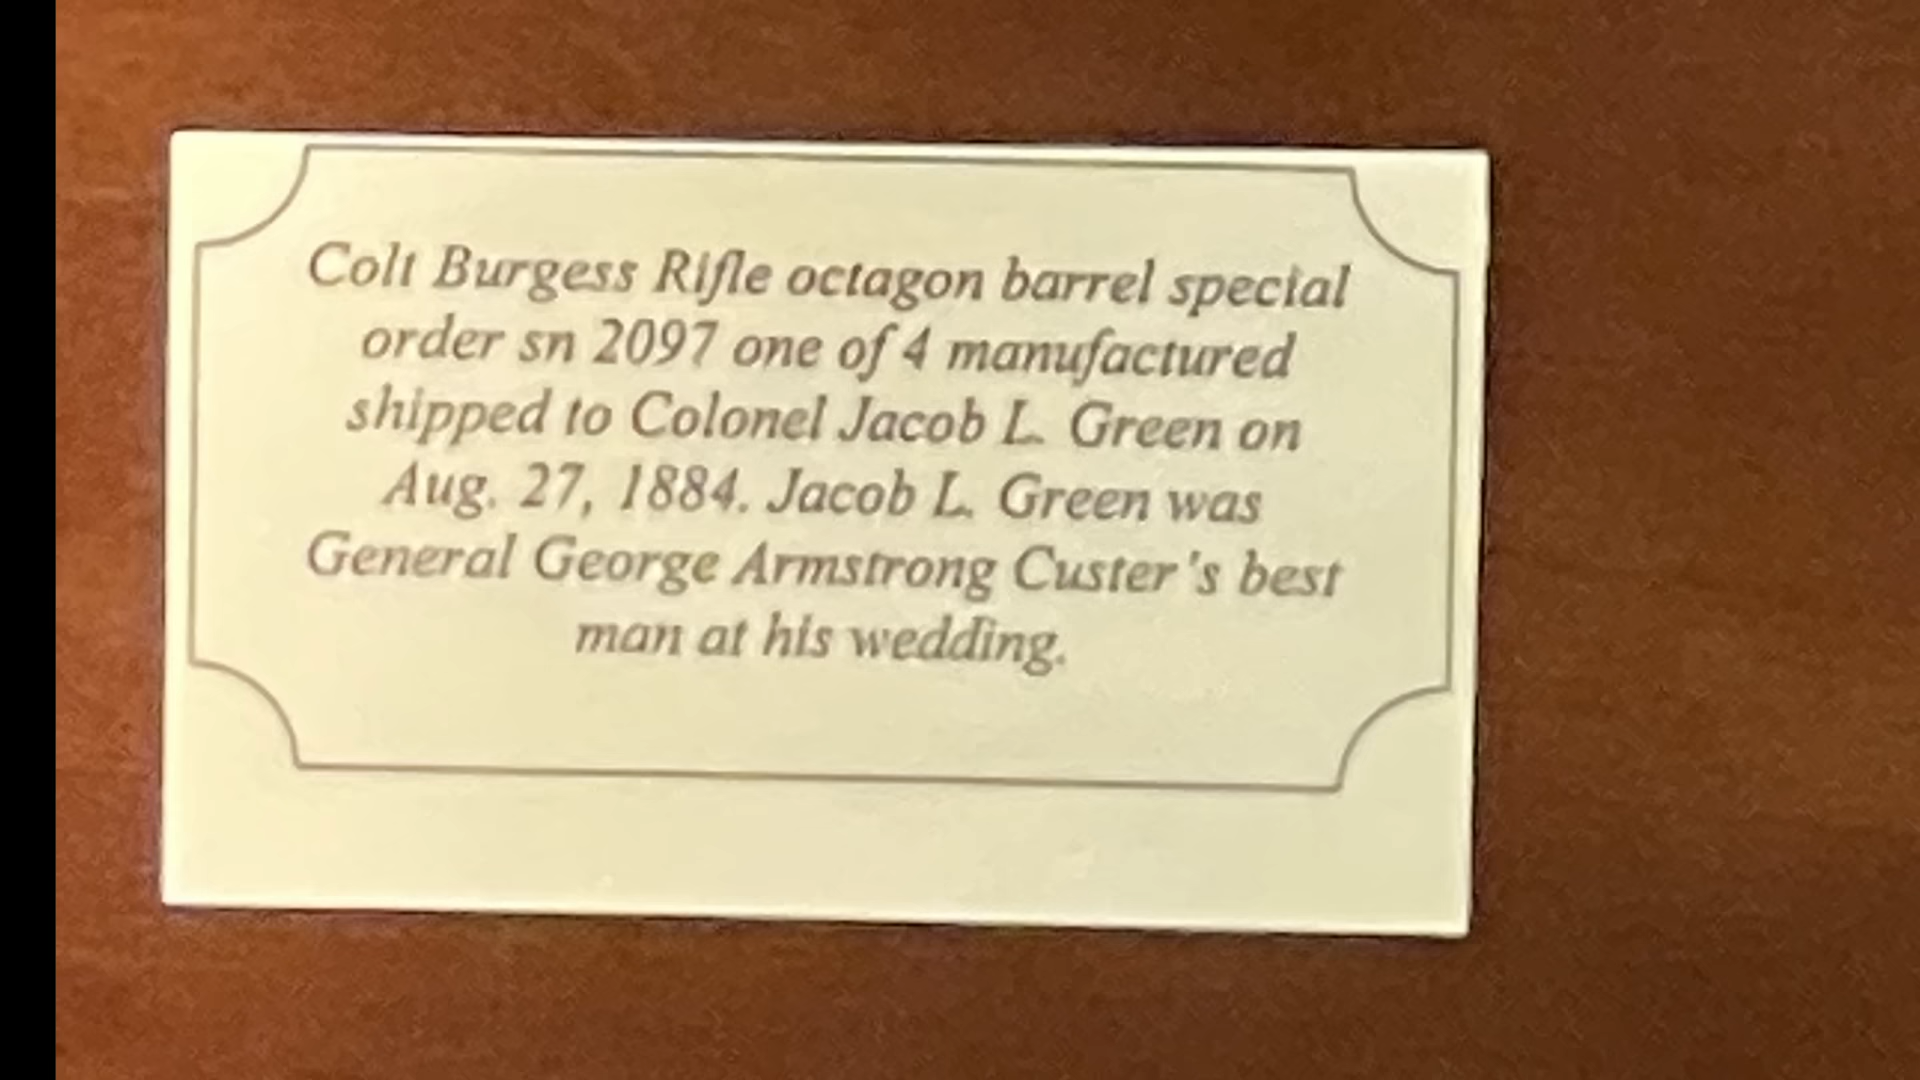 Colt Burgess Rifle octagon barrel special
order sn 2097 one of 4 manufactured
shipped to Colonel Jacob L. Green on
Aug. 27, 1884. Jacob L. Green was
General George Armstrong Custer's best
man at his wedding.